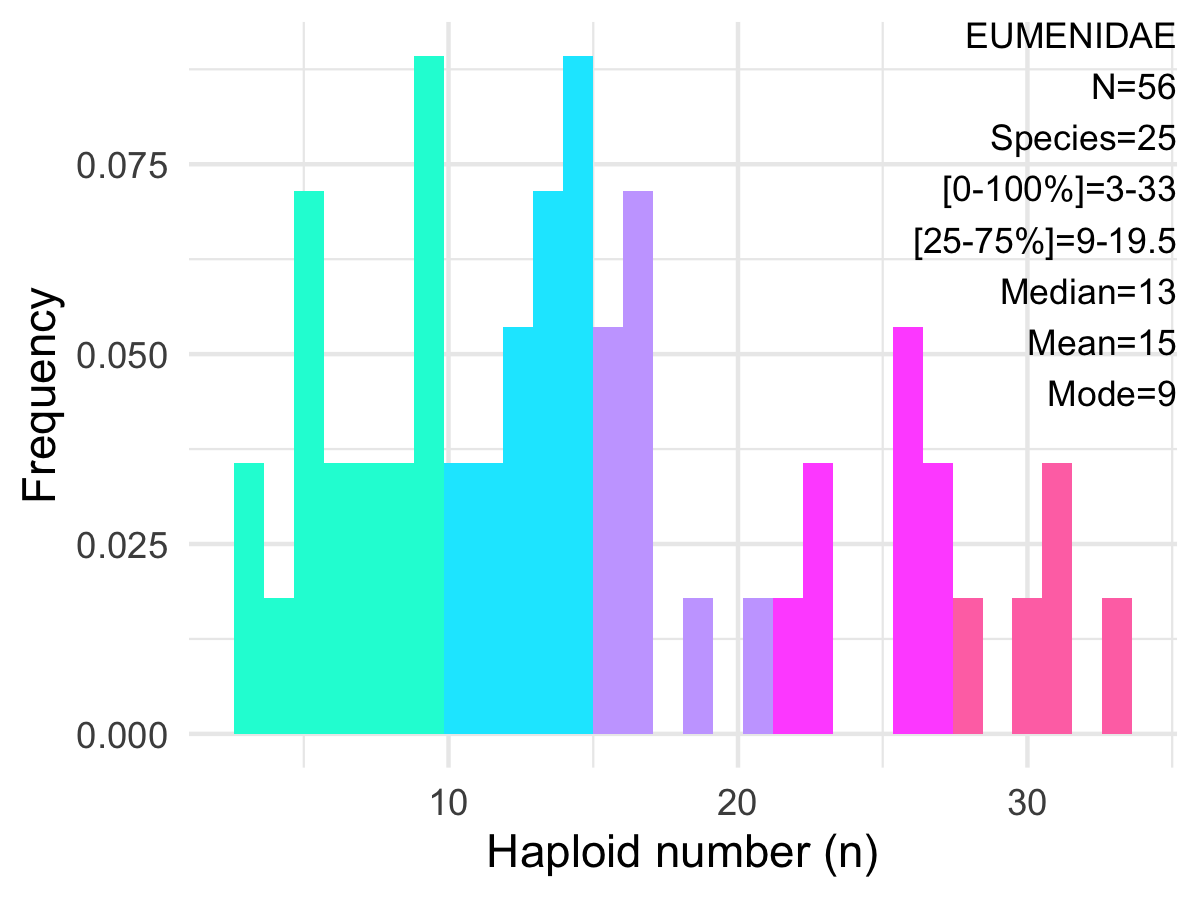 EUMENIDAE
N=56
Species=25
[0-100%]=3-33
[25-75%]=9-19.5
Median=13
Mean=15
Mode=9
Frequency
0.075
0.050
0.025
0.000
10 20 30
Haploid number (n)